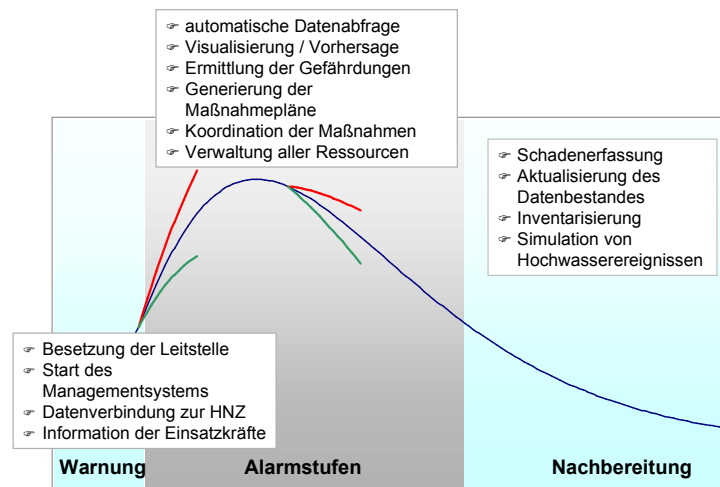 ☞ automatische Datenabfrage
☞ Visualisierung / Vorhersage
☞ Ermittlung der Gefährdungen
☞ Generierung der
Maßnahmepläne
☞ Koordination der Maßnahmen
☞ Verwaltung aller Ressourcen
☞ Schadenerfassung
☞ Aktualisierung des
Datenbestandes
☞ Inventarisierung
☞ Simulation von
Hochwasserereignissen
☞ Besetzung der Leitstelle
☞ Start des
Managementsystems
☞ Datenverbindung zur HNZ
☞ Information der Einsatzkräfte
Warnung
Alarmstufen
Nachbereitung